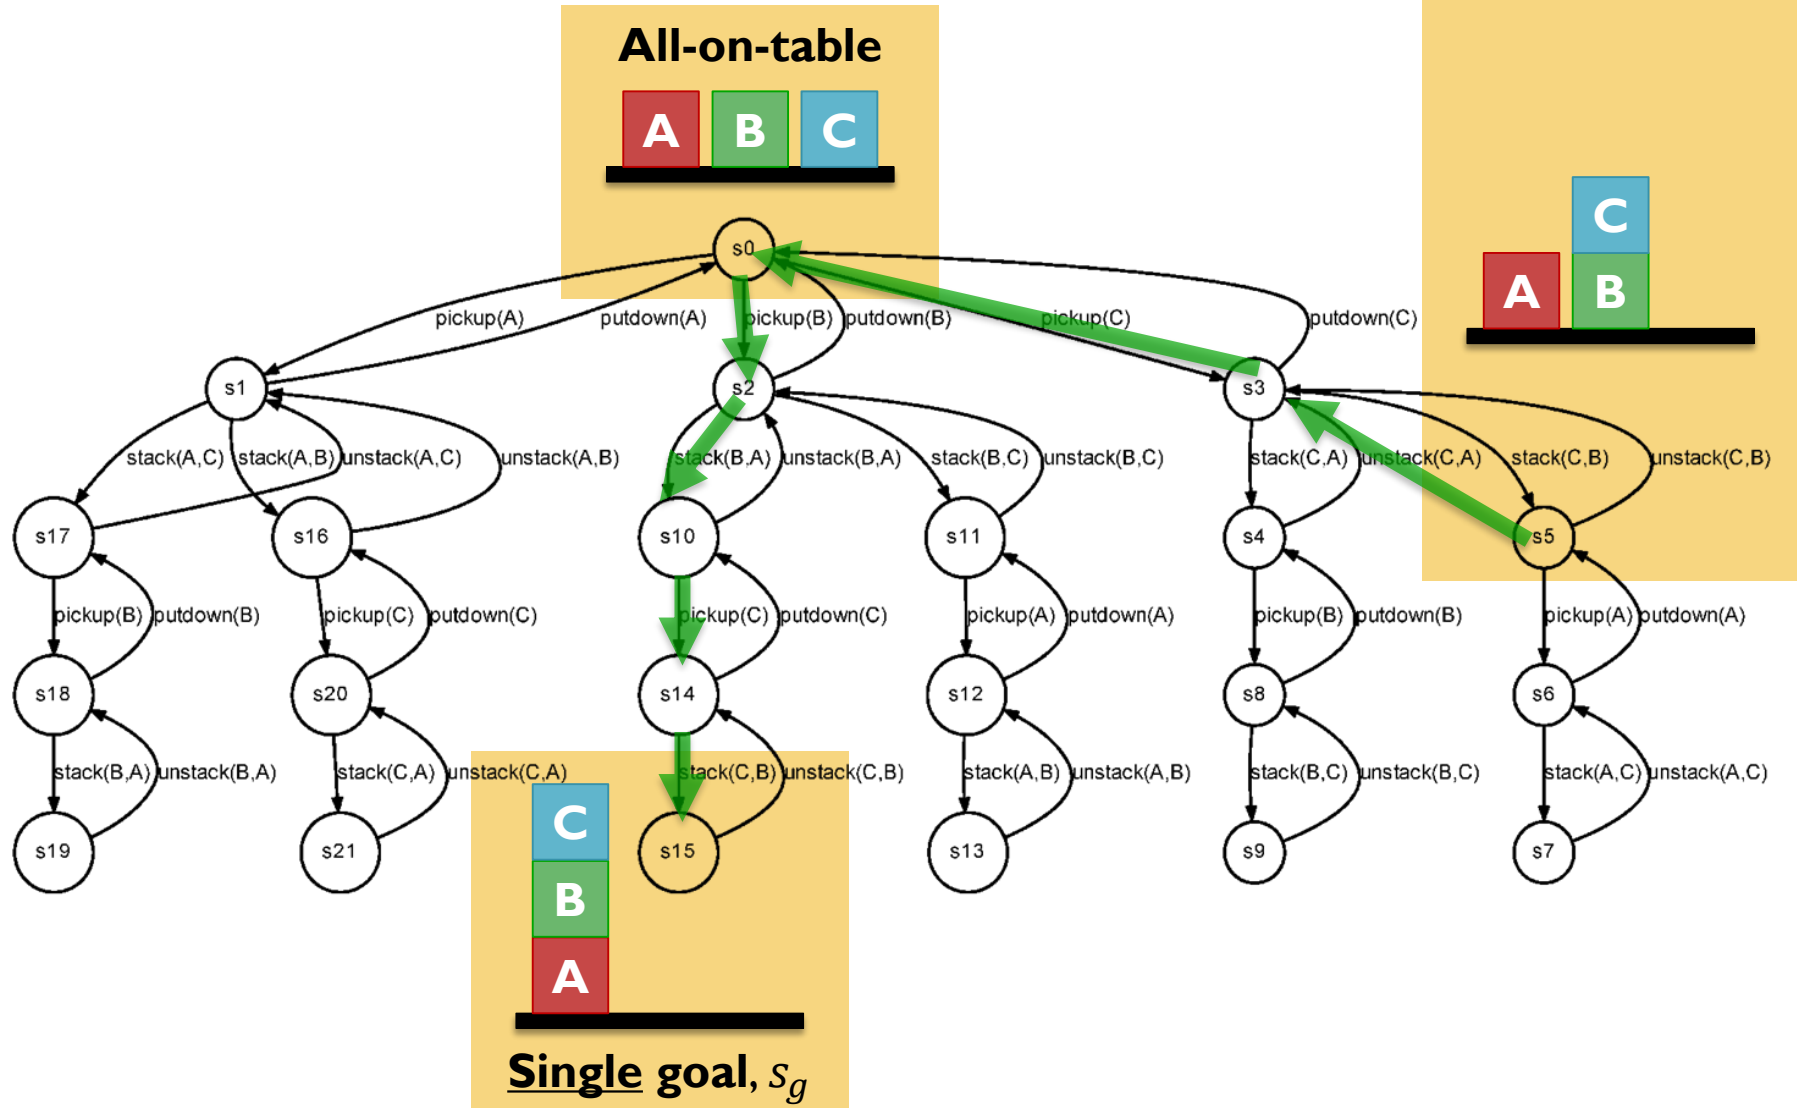 All-on-table
A B C
C
A B
s0
pickup(A) putdown(A) pickup(B) putdown(B) pickup(C) putdown(C)
s1 s2 s3
stack(A,C) stack(A,B) unstack(A,C) unstack(A,B) stack(B,A) unstack(B,A) stack(B,C) unstack(B,C) stack(C,A) unstack(C,A) stack(C,B) unstack(C,B)
s17 s16 s10 s11 s4 s5
pickup(B) putdown(B) pickup(C) putdown(C) pickup(C) putdown(C) pickup(A) putdown(A) pickup(B) putdown(B) pickup(A) putdown(A)
s18 s20 s14 s12 s8 s6
stack(B,A) unstack(B,A) stack(C,A) unstack(C,A) stack(C,B) unstack(C,B) stack(A,B) unstack(A,B) stack(B,C) unstack(B,C) stack(A,C) unstack(A,C)
s19 s21 s15 s13 s9 s7
C
B
A
Single goal, s_g